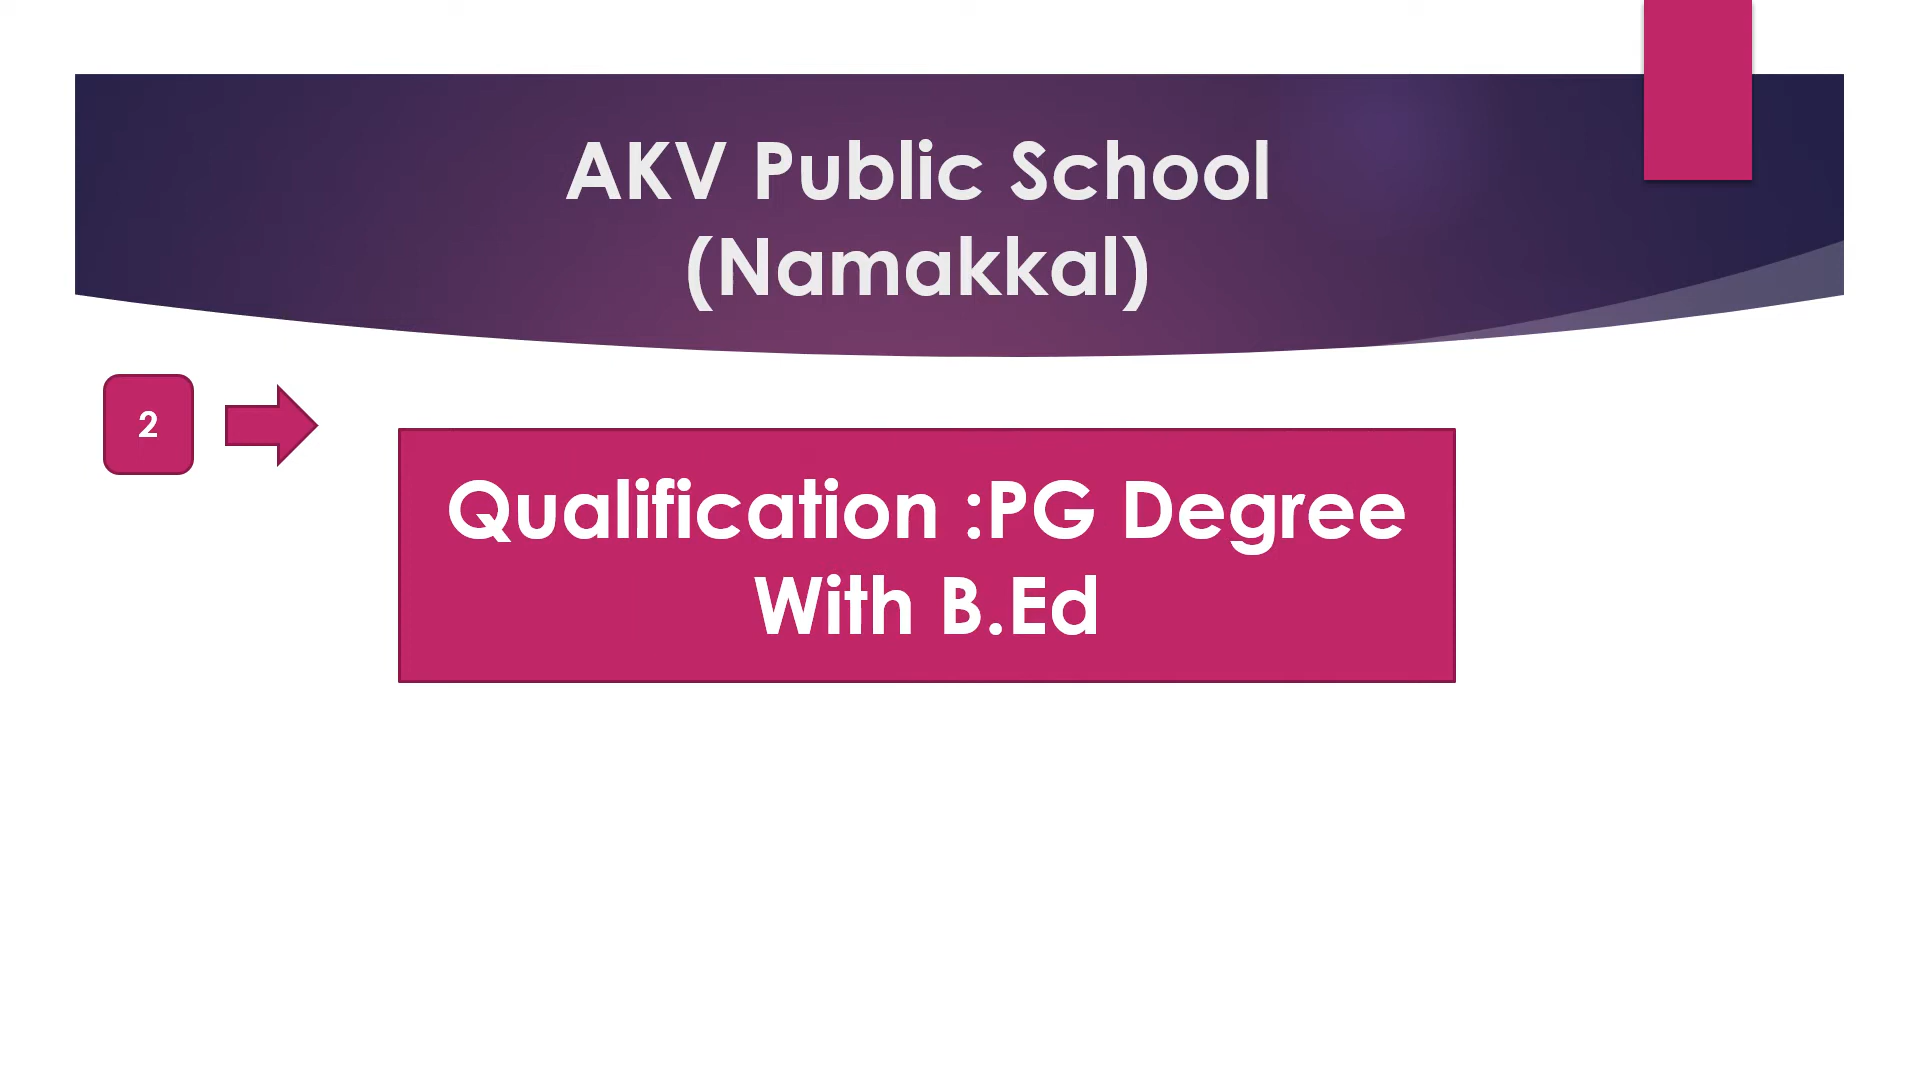 AKV Public School
(Namakkal)
2
Qualification :PG Degree
With B.Ed